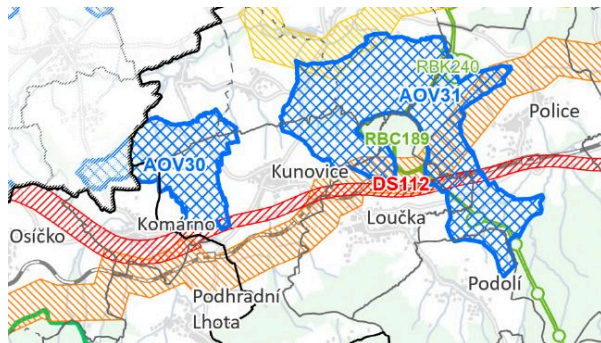 RBK240
AOV31
Police
RBC189
AOV30
Kunovice
DS112
Komárno
Loučka
Osíčko
Podolí
Podhradní
Lhota